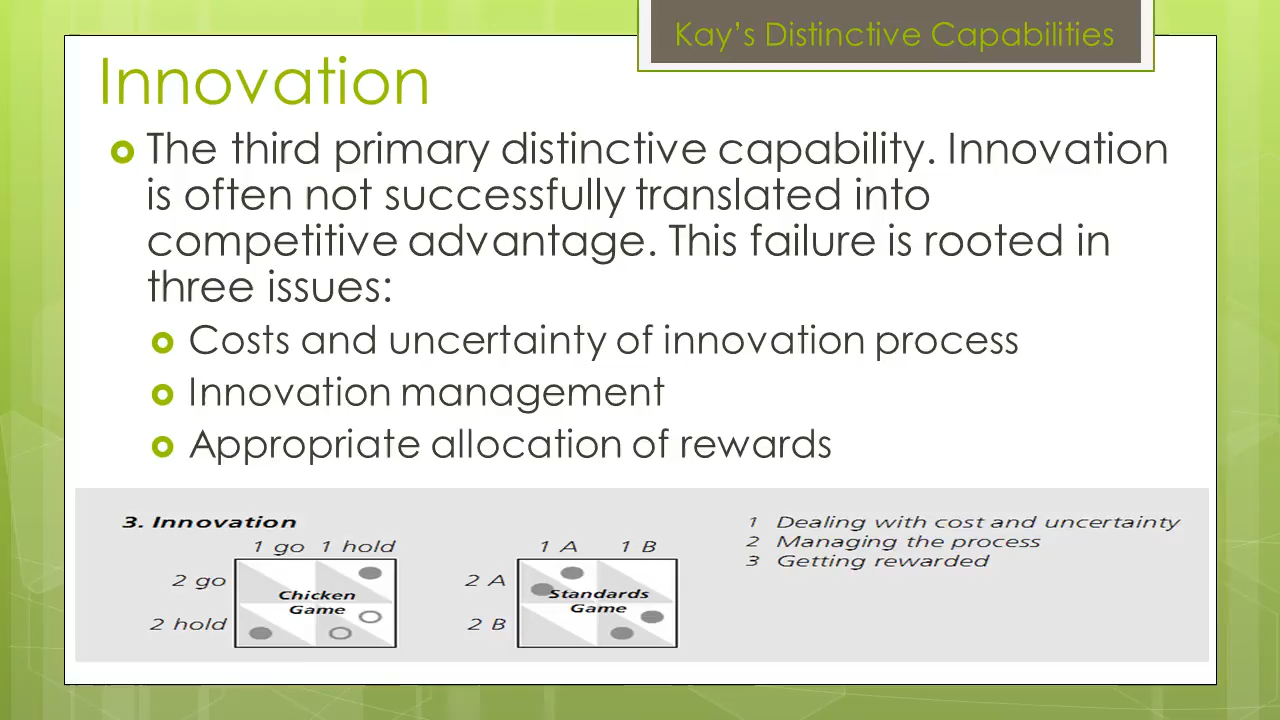 Kay's Distinctive Capabilities
Innovation
The third primary distinctive capability. Innovation
is often not successfully translated into
competitive advantage. This failure is rooted in
three issues:
Costs and uncertainty of innovation process
Innovation management
Appropriate allocation of rewards
3. Innovation
1 go 1 hold
2 go
2 hold
Chicken
Game
1 A 1 B
2 A
2 B
Standards
Game
1 Dealing with cost and uncertainty
2 Managing the process
3 Getting rewarded